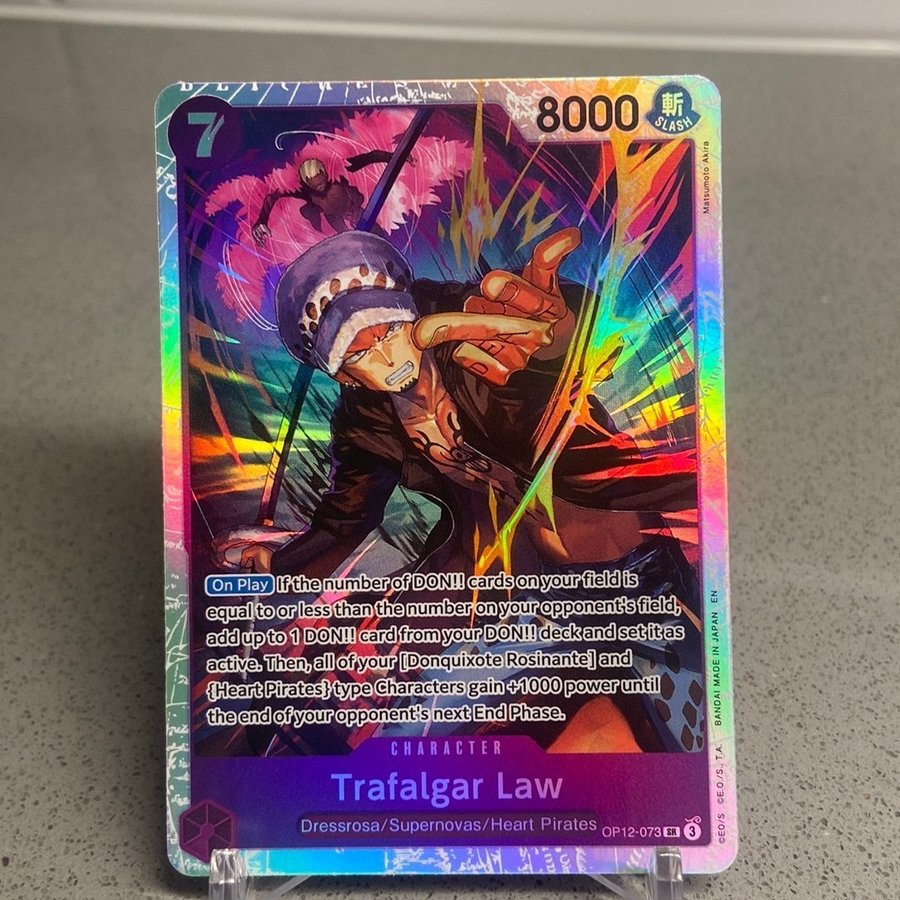 7
8000
斬
SLASH
Matsumoto Akira
On Play If the number of DON!! cards on your field is
equal to or less than the number on your opponent's field,
add up to 1 DON!! card from your DON!! deck and set it as
active. Then, all of your [Donquixote Rosinante] and
{Heart Pirates} type Characters gain +1000 power until
the end of your opponent's next End Phase.
CHARACTER
Trafalgar Law
Dressrosa/Supernovas/Heart Pirates
OP12-073 SR 3
©E/S ©E.O./S., T.A. BANDAI MADE IN JAPAN EN